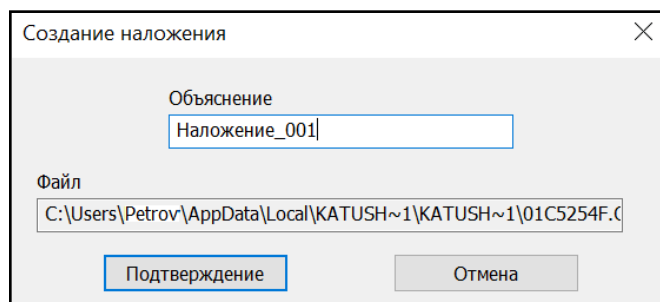 Создание наложения
Объяснение
Наложение_001
Файл
C:\Users\Petrov\AppData\Local\KATUSH~1\KATUSH~1\01C5254F.
Подтверждение
Отмена